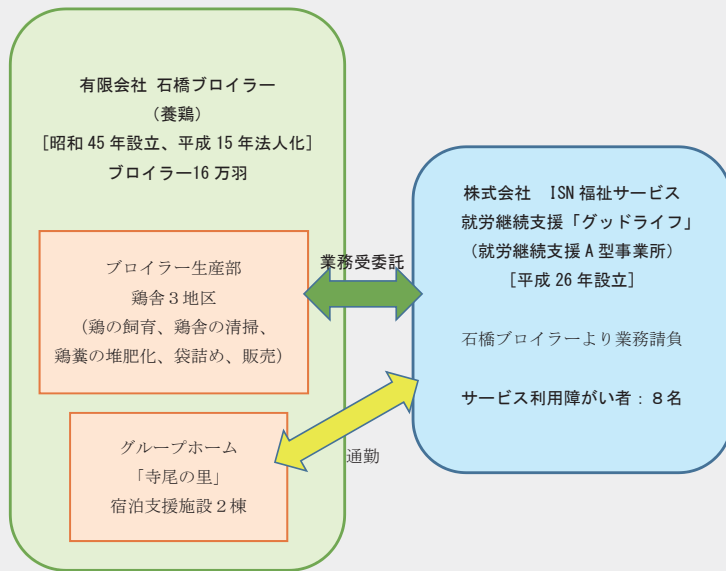 有限会社 石橋ブロイラー
（養鶏）
[昭和 45 年設立、平成 15 年法人化]
ブロイラー16 万羽
ブロイラー生産部
鶏舎３地区
（鶏の飼育、鶏舎の清掃、
鶏糞の堆肥化、袋詰め、販売）
グループホーム
「寺尾の里」
宿泊支援施設２棟
業務受委託
通勤
株式会社　ISN 福祉サービス
就労継続支援「グッドライフ」
（就労継続支援 A 型事業所）
[平成 26 年設立]
石橋ブロイラーより業務請負
サービス利用障がい者：８名